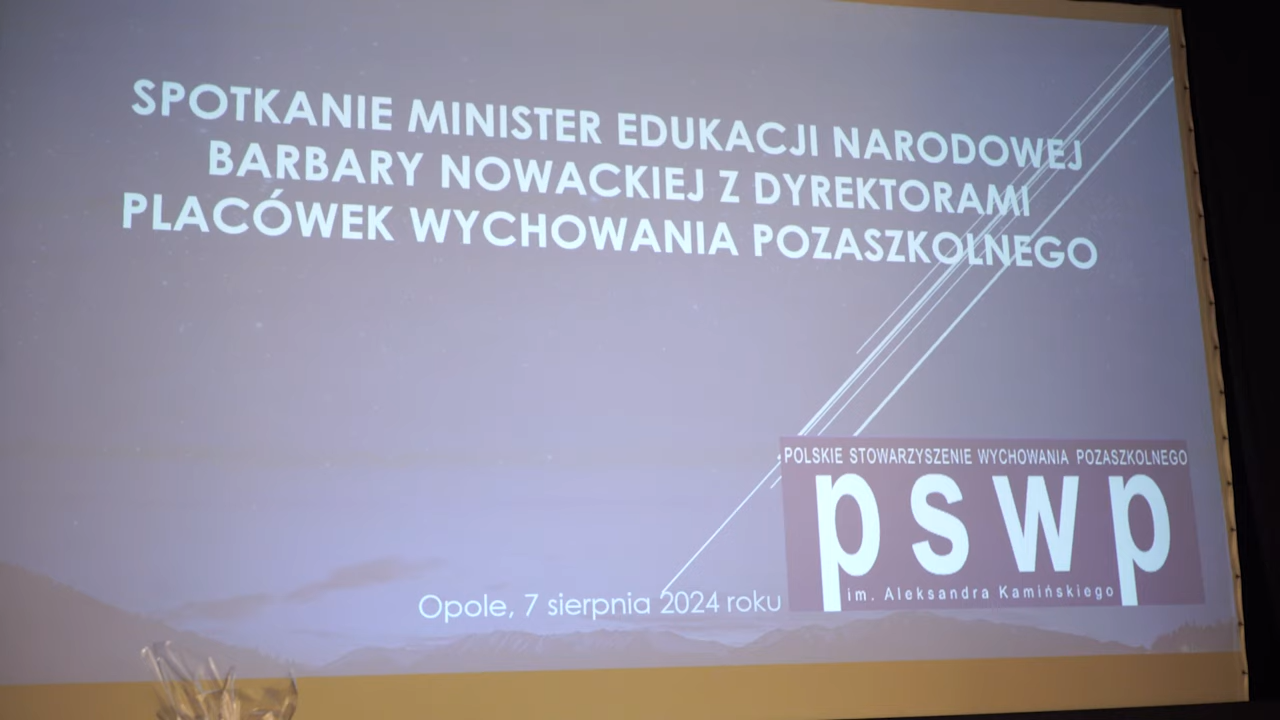 SPOTKANIE MINISTER EDUKACJI NARODOWEJ
BARBARY NOWACKIEJ Z DYREKTORAMI
PLACÓWEK WYCHOWANIA POZASZKOLNEGO
POLSKIE STOWARZYSZENIE WYCHOWANIA POZASZKOLNEGO
pswp
im. Aleksandra Kamińskiego
Opole, 7 sierpnia 2024 roku